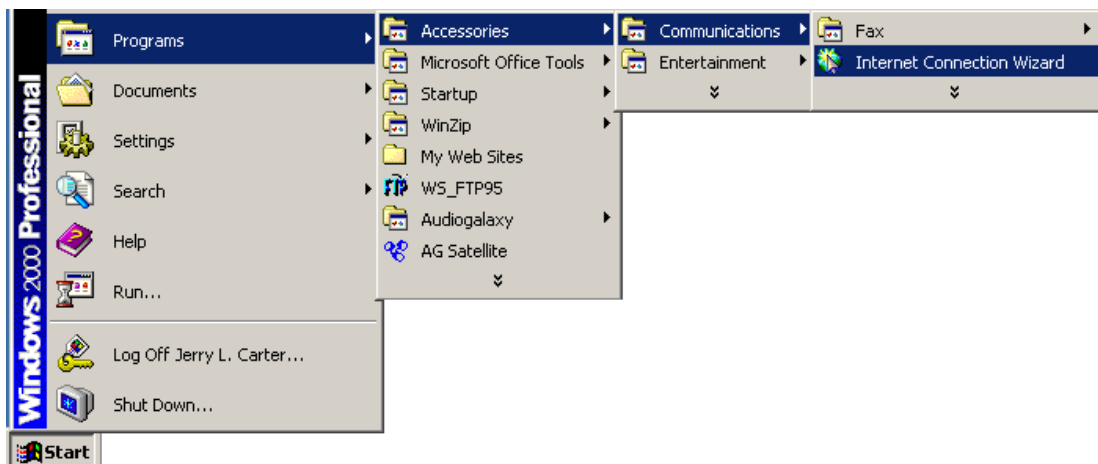 Windows 2000 Professional
Programs
Documents
Settings
Search
Help
Run...
Log Off Jerry L. Carter...
Shut Down...
Start
Accessories
Microsoft Office Tools
Startup
WinZip
My Web Sites
WS_FTP95
Audiogalaxy
AG Satellite
Communications
Entertainment
Fax
Internet Connection Wizard